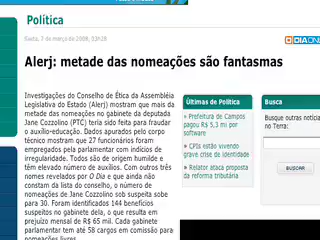 Política
Sexta, 7 de março de 2008, 03h28
DIAONL
Alerj: metade das nomeações são fantasmas
Investigações do Conselho de Ética da Assembléia
Legislativa do Estado (Alerj) mostram que mais da
metade das nomeações no gabinete da deputada
Jane Cozzolino (PTC) teria sido feita para fraudar
o auxílio-educação. Dados apurados pelo corpo
técnico mostram que 27 funcionários foram
empregados pela parlamentar com indícios de
irregularidade. Todos são de origem humilde e
têm elevado número de auxílios. Com outros três
nomes revelados por O Dia e que ainda não
constam da lista do conselho, o número de
nomeações de Jane Cozzolino sob suspeita sobe
para 30. Foram identificados 144 benefícios
suspeitos no gabinete dela, o que resulta em
prejuízo mensal de R$ 65 mil. Cada gabinete
parlamentar tem até 58 cargos em comissão para
nomeações livres.
Últimas de Política
» Prefeitura de Campos
pagou R$ 5,3 mi por
software
» CPIs estão vivendo
grave crise de identidade
» Relator ataca proposta
da reforma tributária
Busca
Busque outras notícia
no Terra:
BUSCAR